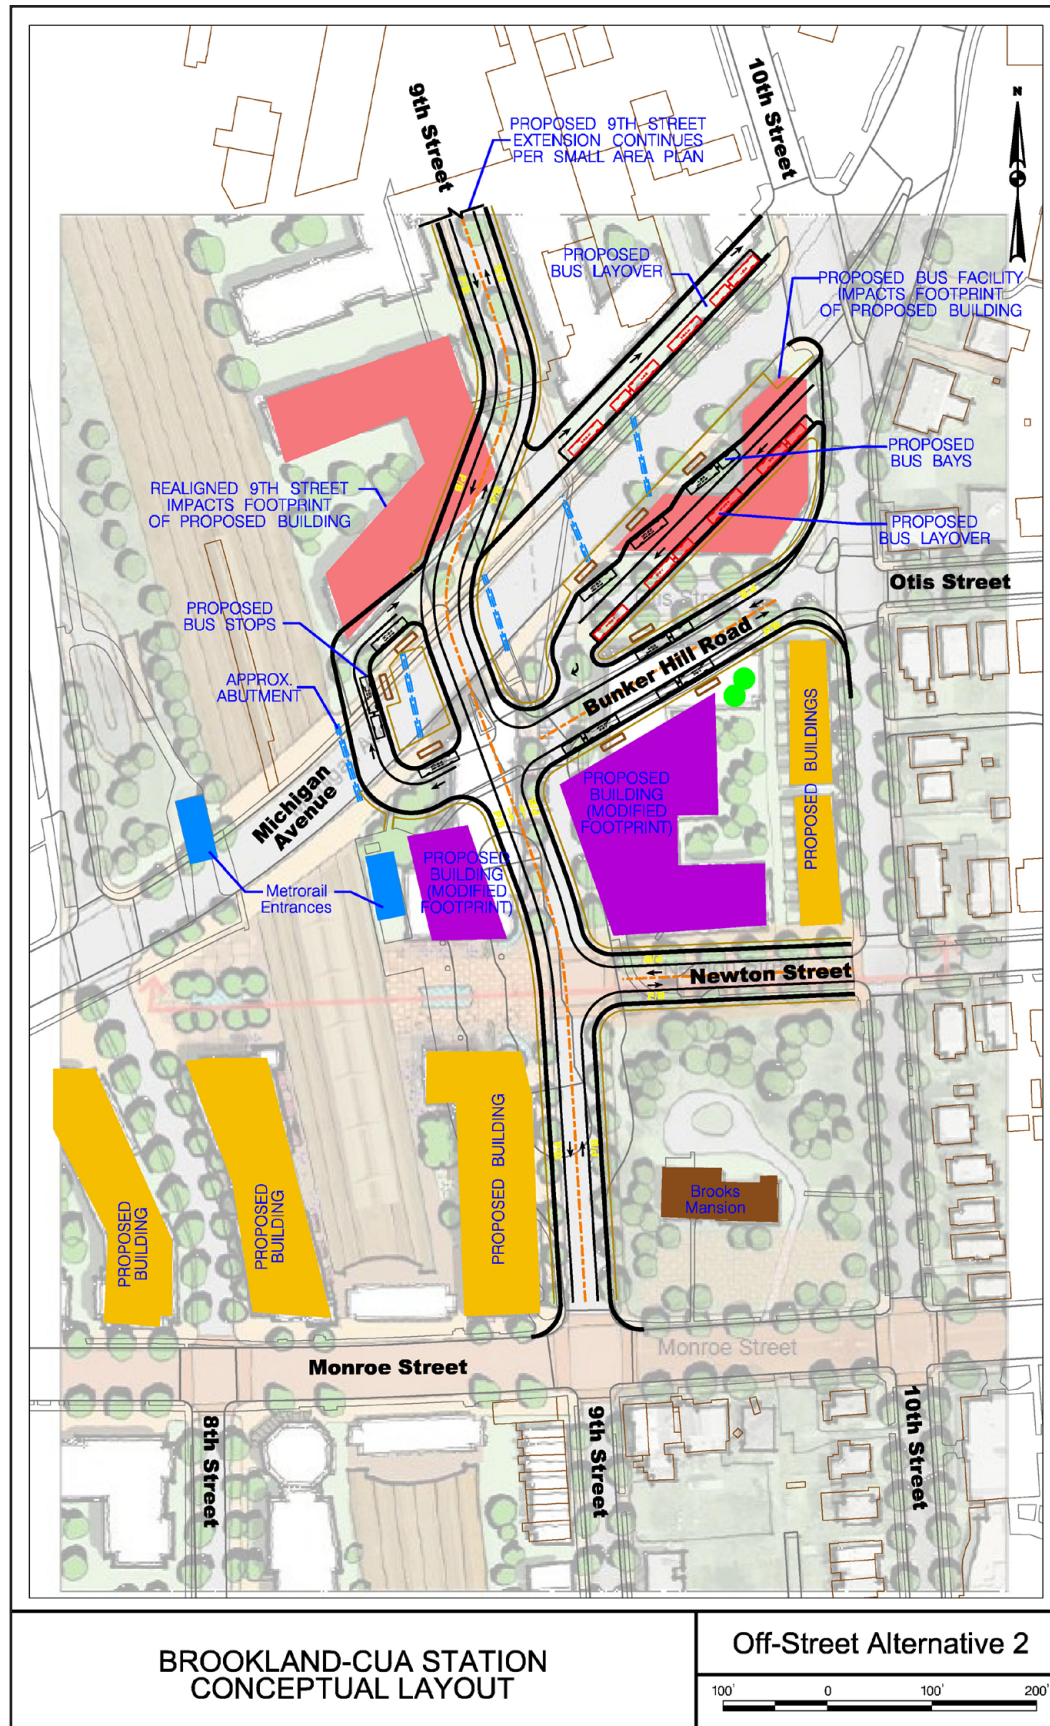 9th Street
10th Street
N
PROPOSED 9TH STREET
EXTENSION CONTINUES
PER SMALL AREA PLAN
PROPOSED
BUS LAYOVER
PROPOSED BUS FACILITY
IMPACTS FOOTPRINT
OF PROPOSED BUILDING
PROPOSED
BUS BAYS
REALIGNED 9TH STREET
IMPACTS FOOTPRINT
OF PROPOSED BUILDING
PROPOSED
BUS LAYOVER
Otis Street
Otis Street
PROPOSED
BUS STOPS
Bunker Hill Road
APPROX.
ABUTMENT
Michigan
Avenue
PROPOSED
BUILDING
(MODIFIED
FOOTPRINT)
PROPOSED BUILDINGS
PROPOSED
BUILDING
(MODIFIED
FOOTPRINT)
Metrorail
Entrances
Newton Street
PROPOSED
BUILDING
PROPOSED
BUILDING
PROPOSED BUILDING
Brooks
Mansion
Monroe Street
Monroe Street
8th Street
9th Street
10th Street
BROOKLAND-CUA STATION
CONCEPTUAL LAYOUT
Off-Street Alternative 2
100' 0 100' 200'